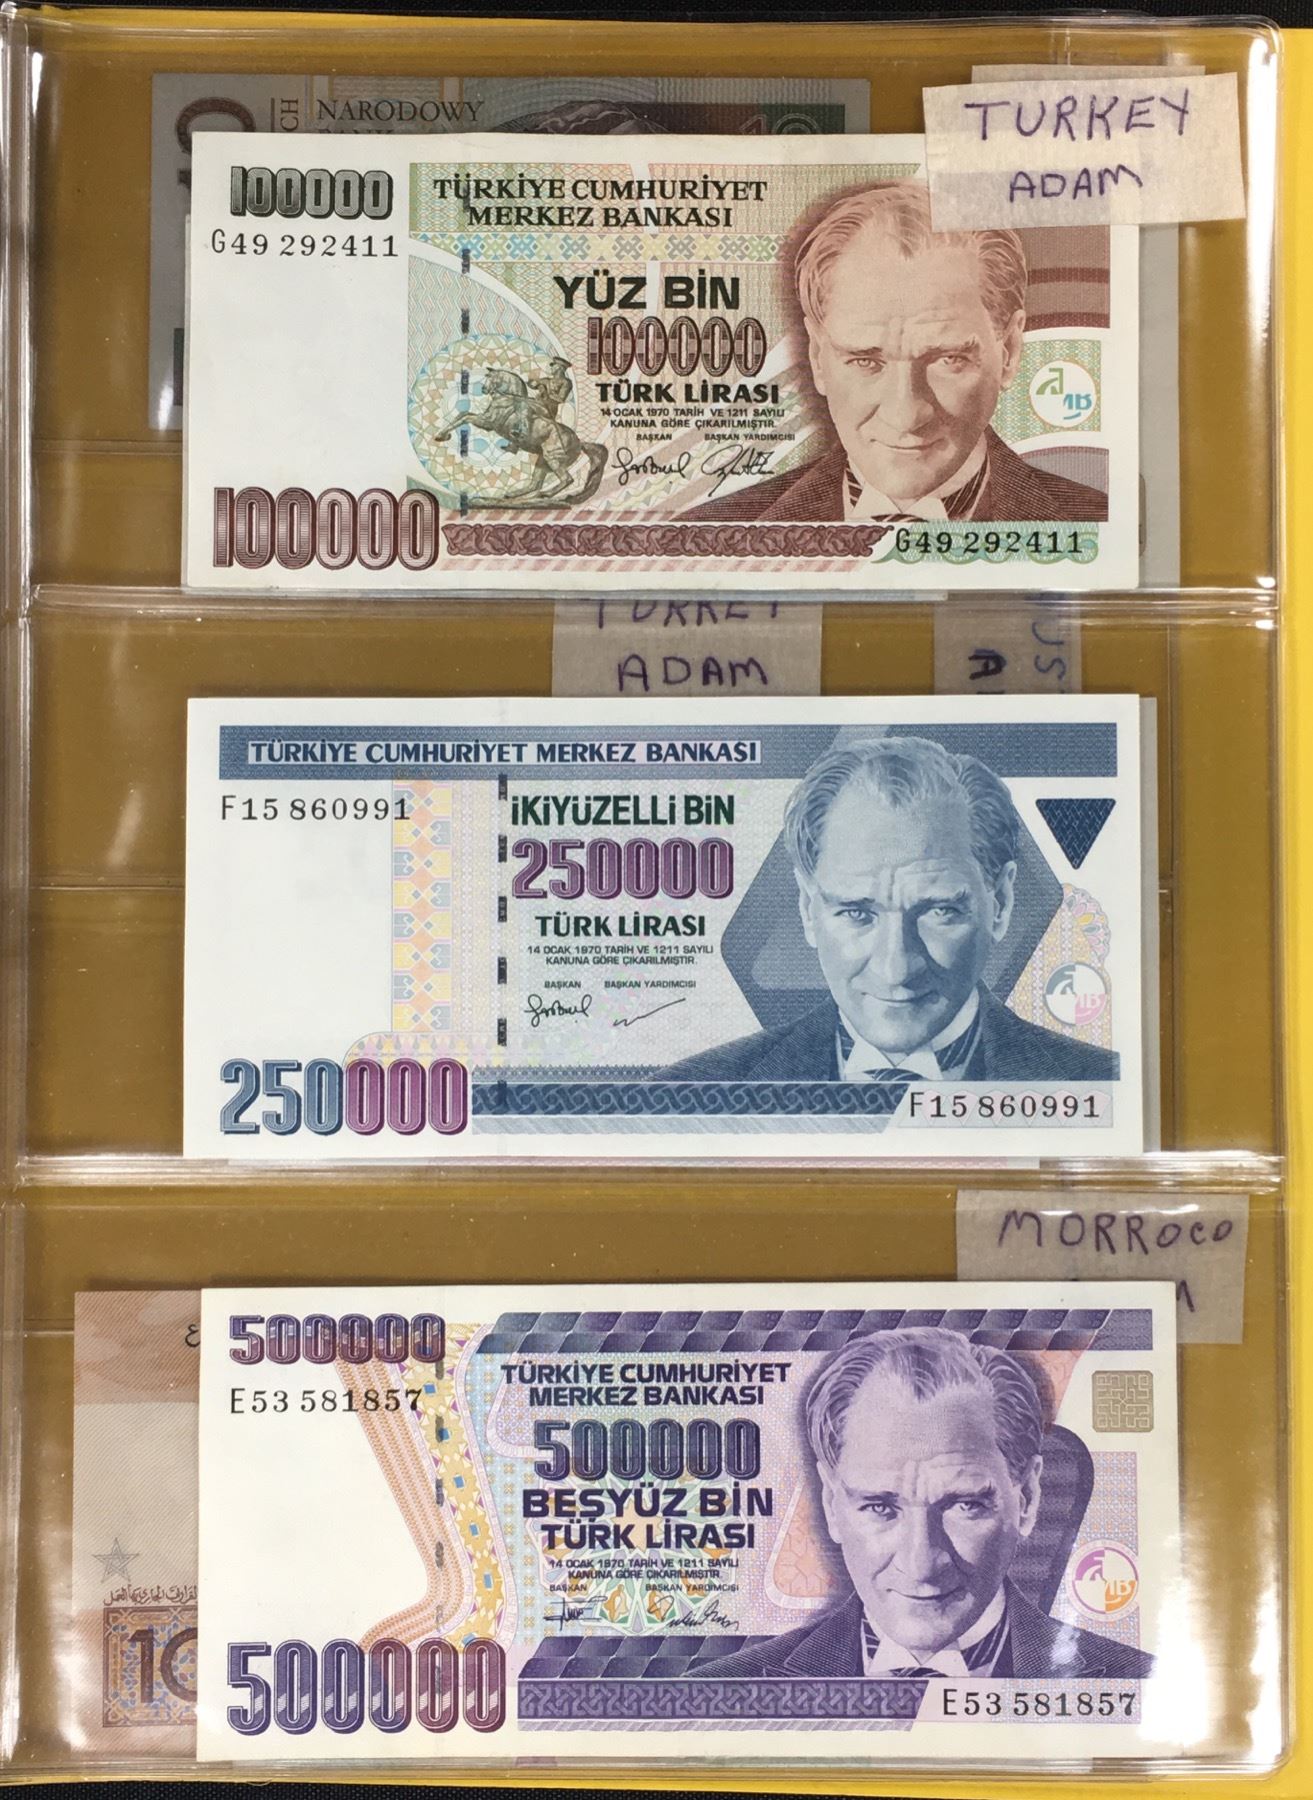 NARODOWY
TURKEY
ADAM
100000
G49 292411
TÜRKİYE CUMHURİYET
MERKEZ BANKASI
YÜZ BİN
100000
TÜRK LİRASI
14 OCAK 1970 TARİH VE 1211 SAYILI
KANUNA GÖRE ÇIKARILMIŞTIR.
BAŞKAN BAŞKAN YARDIMCISI
100000
G49 292411
TURKEY
ADAM
TÜRKİYE CUMHURİYET MERKEZ BANKASI
F15 860991
İKİYÜZELLİ BİN
250000
TÜRK LİRASI
14 OCAK 1970 TARİH VE 1211 SAYILI
KANUNA GÖRE ÇIKARILMIŞTIR.
BAŞKAN BAŞKAN YARDIMCISI
250000
F15 860991
MORROCO
500000
E53 581857
TÜRKİYE CUMHURİYET
MERKEZ BANKASI
500000
BEŞYÜZ BİN
TÜRK LİRASI
14 OCAK 1970 TARİH VE 1211 SAYILI
KANUNA GÖRE ÇIKARILMIŞTIR.
BAŞKAN BAŞKAN YARDIMCISI
500000
E53 581857